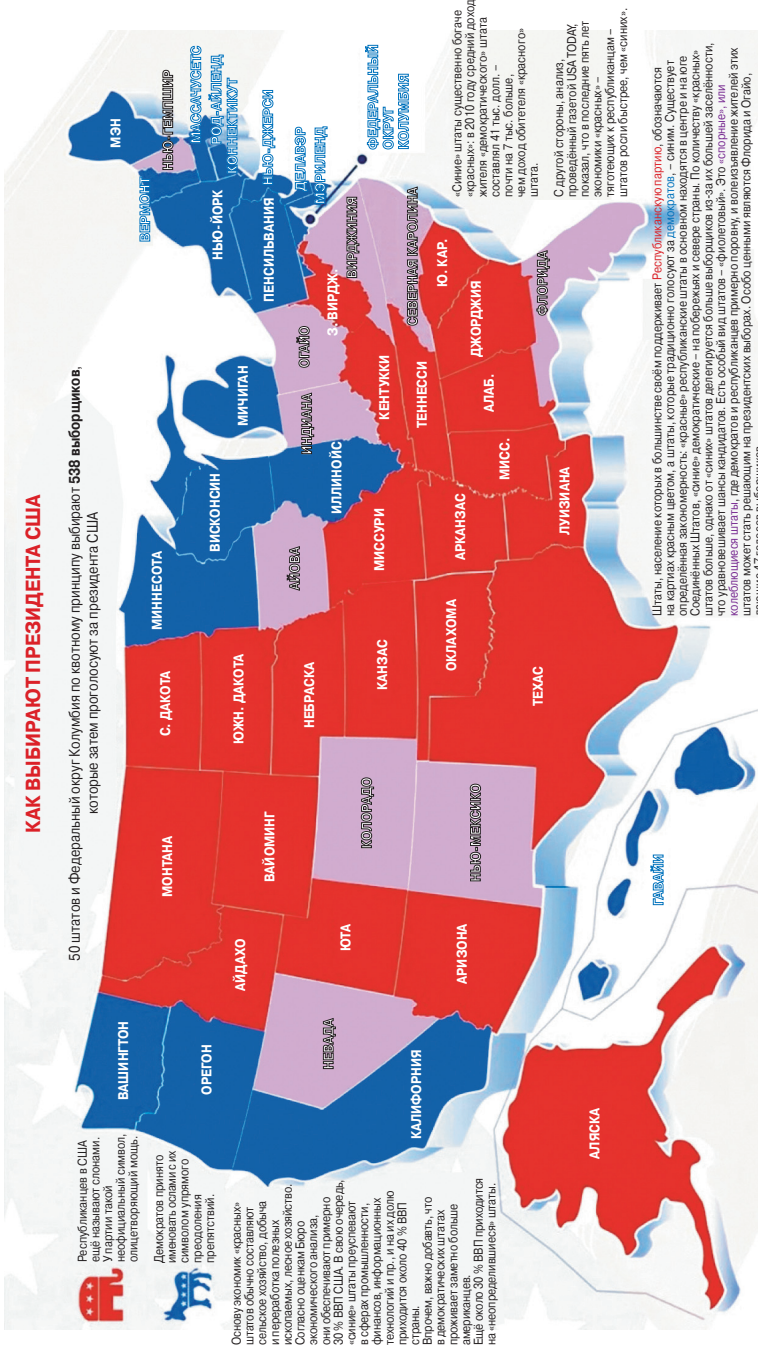 КАК ВЫБИРАЮТ ПРЕЗИДЕНТА США
50 штатов и Федеральный округ Колумбия по квотному принципу выбирают 538 выборщиков,
которые затем проголосуют за президента США
Республиканцев в США
ещё называют слонами.
У партии такой
неофициальный символ,
олицетворяющий мощь.
Демократов принято
именовать ослами с их
символом упрямого
преодоления
препятствий.
Основу экономик «красных»
штатов обычно составляют
сельское хозяйство, добыча
и переработка полезных
ископаемых, лесное хозяйство.
Согласно оценкам Бюро
экономического анализа,
они обеспечивают примерно
30 % ВВП США. В свою очередь,
«синие» штаты преуспевают
в сферах промышленности,
финансов, информационных
технологий и пр., и на их долю
приходится около 40 % ВВП
страны.
Впрочем, важно добавить, что
в демократических штатах
проживает заметно больше
американцев.
Ещё около 30 % ВВП приходится
на «неопределившиеся» штаты.
ВАШИНГТОН
ОРЕГОН
КАЛИФОРНИЯ
НЕВАДА
АЙДАХО
МОНТАНА
ВАЙОМИНГ
ЮТА
АРИЗОНА
КОЛОРАДО
НЬЮ-МЕКСИКО
С. ДАКОТА
ЮЖН. ДАКОТА
НЕБРАСКА
КАНЗАС
ОКЛАХОМА
ТЕХАС
МИННЕСОТА
АЙОВА
МИССУРИ
АРКАНЗАС
ЛУИЗИАНА
ВИСКОНСИН
ИЛЛИНОЙС
МИСС.
МИЧИГАН
ИНДИАНА
ОГАЙО
КЕНТУККИ
ТЕННЕССИ
АЛАБ.
ДЖОРДЖИЯ
ФЛОРИДА
Ю. КАР.
СЕВЕРНАЯ КАРОЛИНА
ВИРДЖИНИЯ
З. ВИРДЖ.
ПЕНСИЛЬВАНИЯ
НЬЮ-ЙОРК
ВЕРМОНТ
МЭН
НЬЮ-ГЕМПШИР
МАССАЧУСЕТС
РОД-АЙЛЕНД
КОННЕКТИКУТ
НЬЮ-ДЖЕРСИ
ДЕЛАВЭР
МЭРИЛЕНД
ФЕДЕРАЛЬНЫЙ
ОКРУГ
КОЛУМБИЯ
АЛЯСКА
ГАВАЙИ
«Синие» штаты существенно богаче
«красных»: в 2010 году средний доход
жителя «демократического» штата
составлял 41 тыс. долл. –
почти на 7 тыс. больше,
чем доход обитателя «красного»
штата.
С другой стороны, анализ,
проведённый газетой USA TODAY,
показал, что в последние пять лет
экономики «красных» –
тяготеющих к республиканцам –
штатов росли быстрее, чем «синих».
Штаты, население которых в большинстве своём поддерживает Республиканскую партию, обозначаются
на картиах красным цветом, а штаты, которые традиционно голосуют за демократов, – синим. Существует
определённая закономерность: «красные» республиканские штаты в основном находятся в центре и на юге
Соединённых Штатов, «синие» демократические – на побережьях и севере страны. По количеству «красных»
штатов больше, однако от «синих» штатов делегируется больше выборщиков из-за их большей заселённости,
что уравновешивает шансы кандидатов. Есть особый вид штатов – «фиолетовый». Это «спорные», или
колеблющиеся штаты, где демократов и республиканцев примерно поровну, и волеизъявление жителей этих
штатов может стать решающим на президентских выборах. Особо ценными являются Флорида и Огайо,